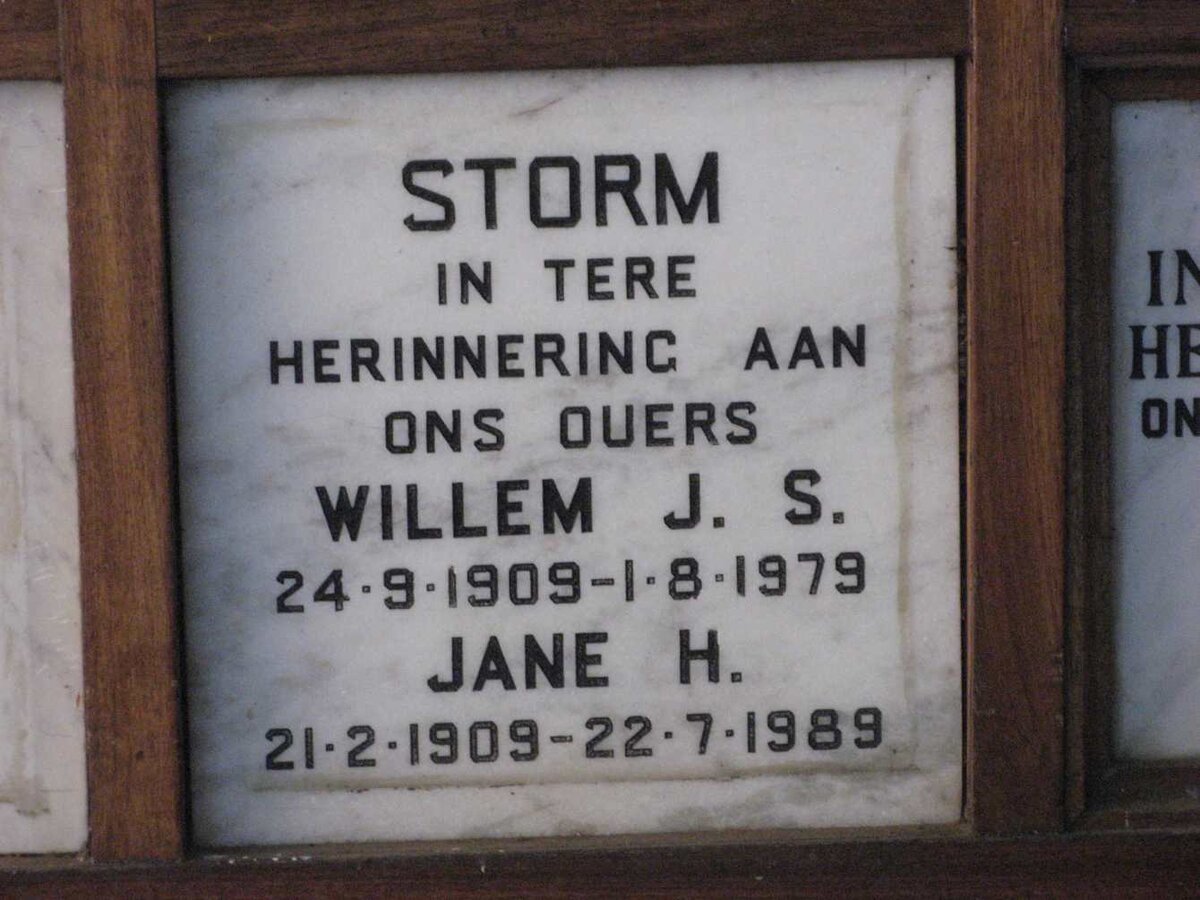 STORM
IN TERE
HERINNERING AAN
ONS OUERS
WILLEM J. S.
24·9·1909–1·8·1979
JANE H.
21·2·1909–22·7·1989